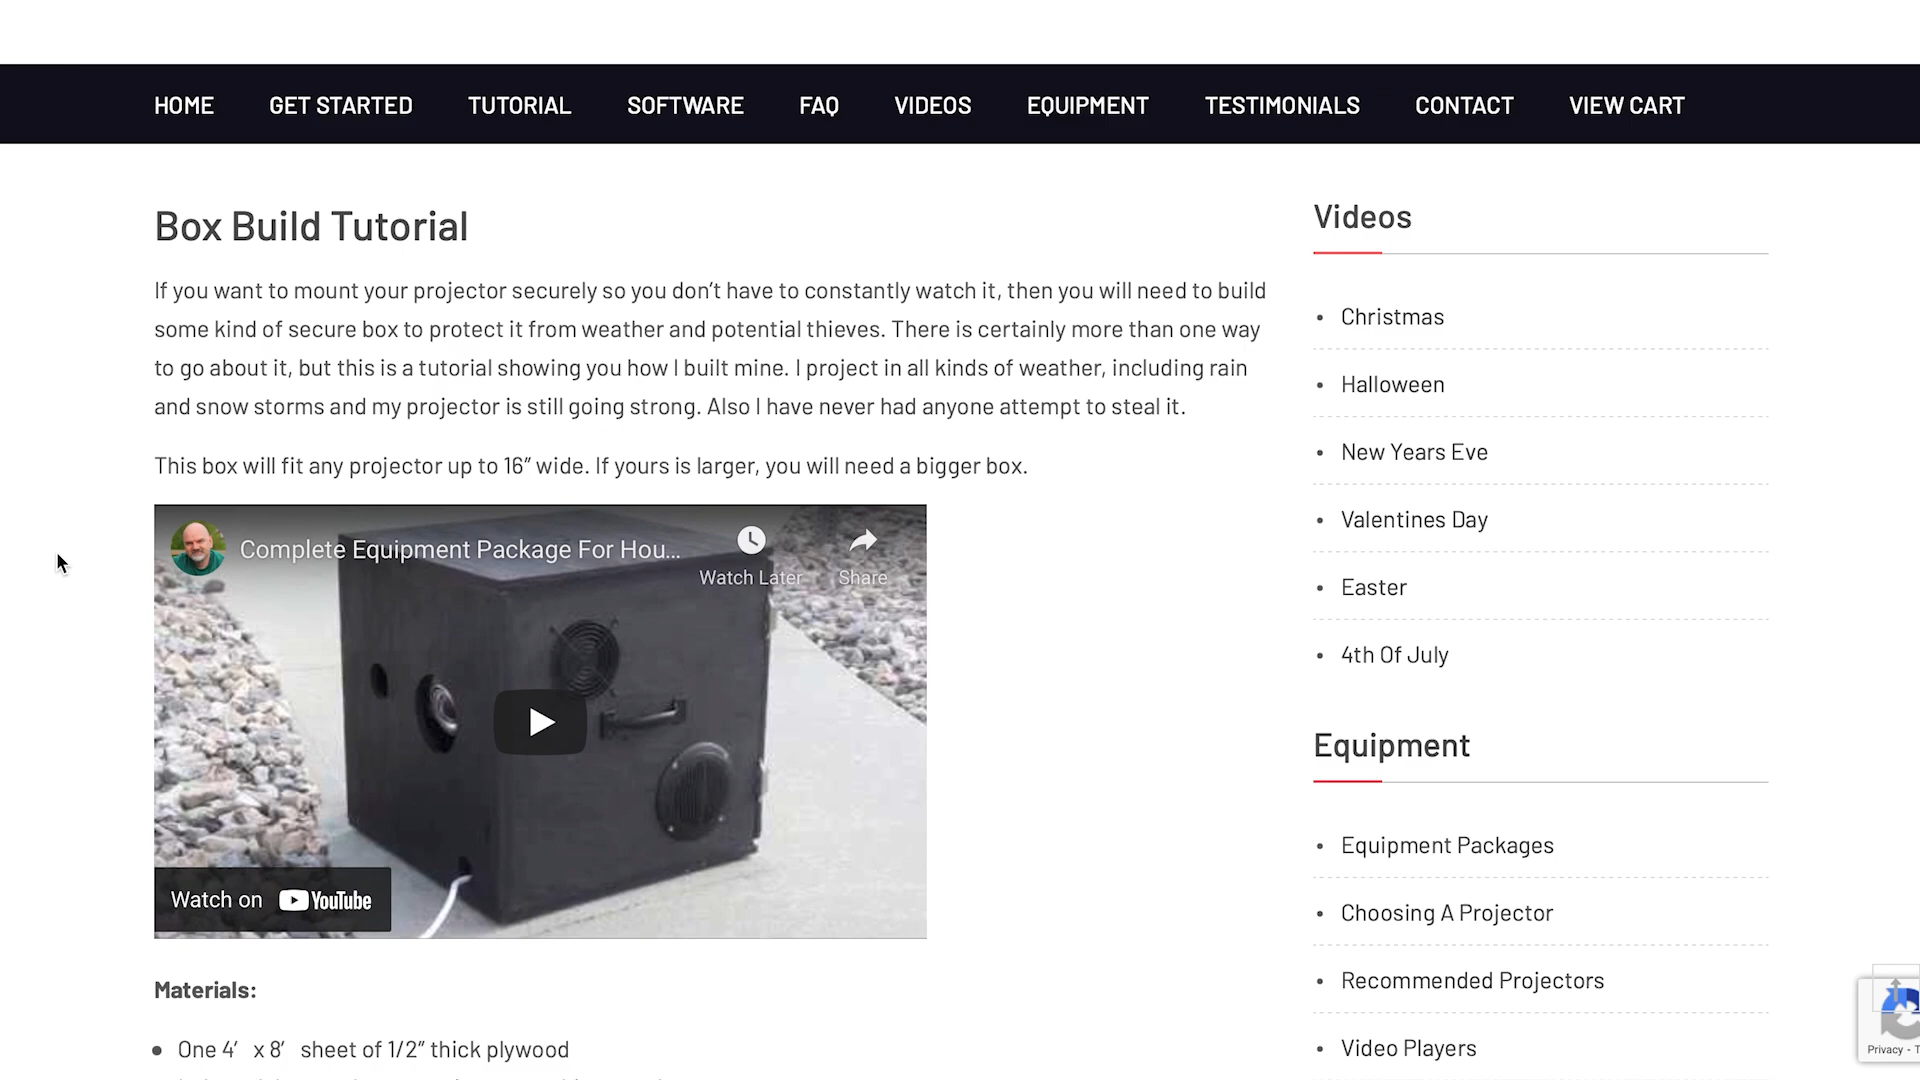 HOME GET STARTED TUTORIAL SOFTWARE FAQ VIDEOS EQUIPMENT TESTIMONIALS CONTACT VIEW CART
Box Build Tutorial
If you want to mount your projector securely so you don’t have to constantly watch it, then you will need to build
some kind of secure box to protect it from weather and potential thieves. There is certainly more than one way
to go about it, but this is a tutorial showing you how I built mine. I project in all kinds of weather, including rain
and snow storms and my projector is still going strong. Also I have never had anyone attempt to steal it.
This box will fit any projector up to 16” wide. If yours is larger, you will need a bigger box.
Complete Equipment Package For Hou...
Watch Later
Share
Watch on YouTube
Materials:
One 4’ x 8’ sheet of 1/2” thick plywood
Videos
Christmas
Halloween
New Years Eve
Valentines Day
Easter
4th Of July
Equipment
Equipment Packages
Choosing A Projector
Recommended Projectors
Video Players
Privacy - T